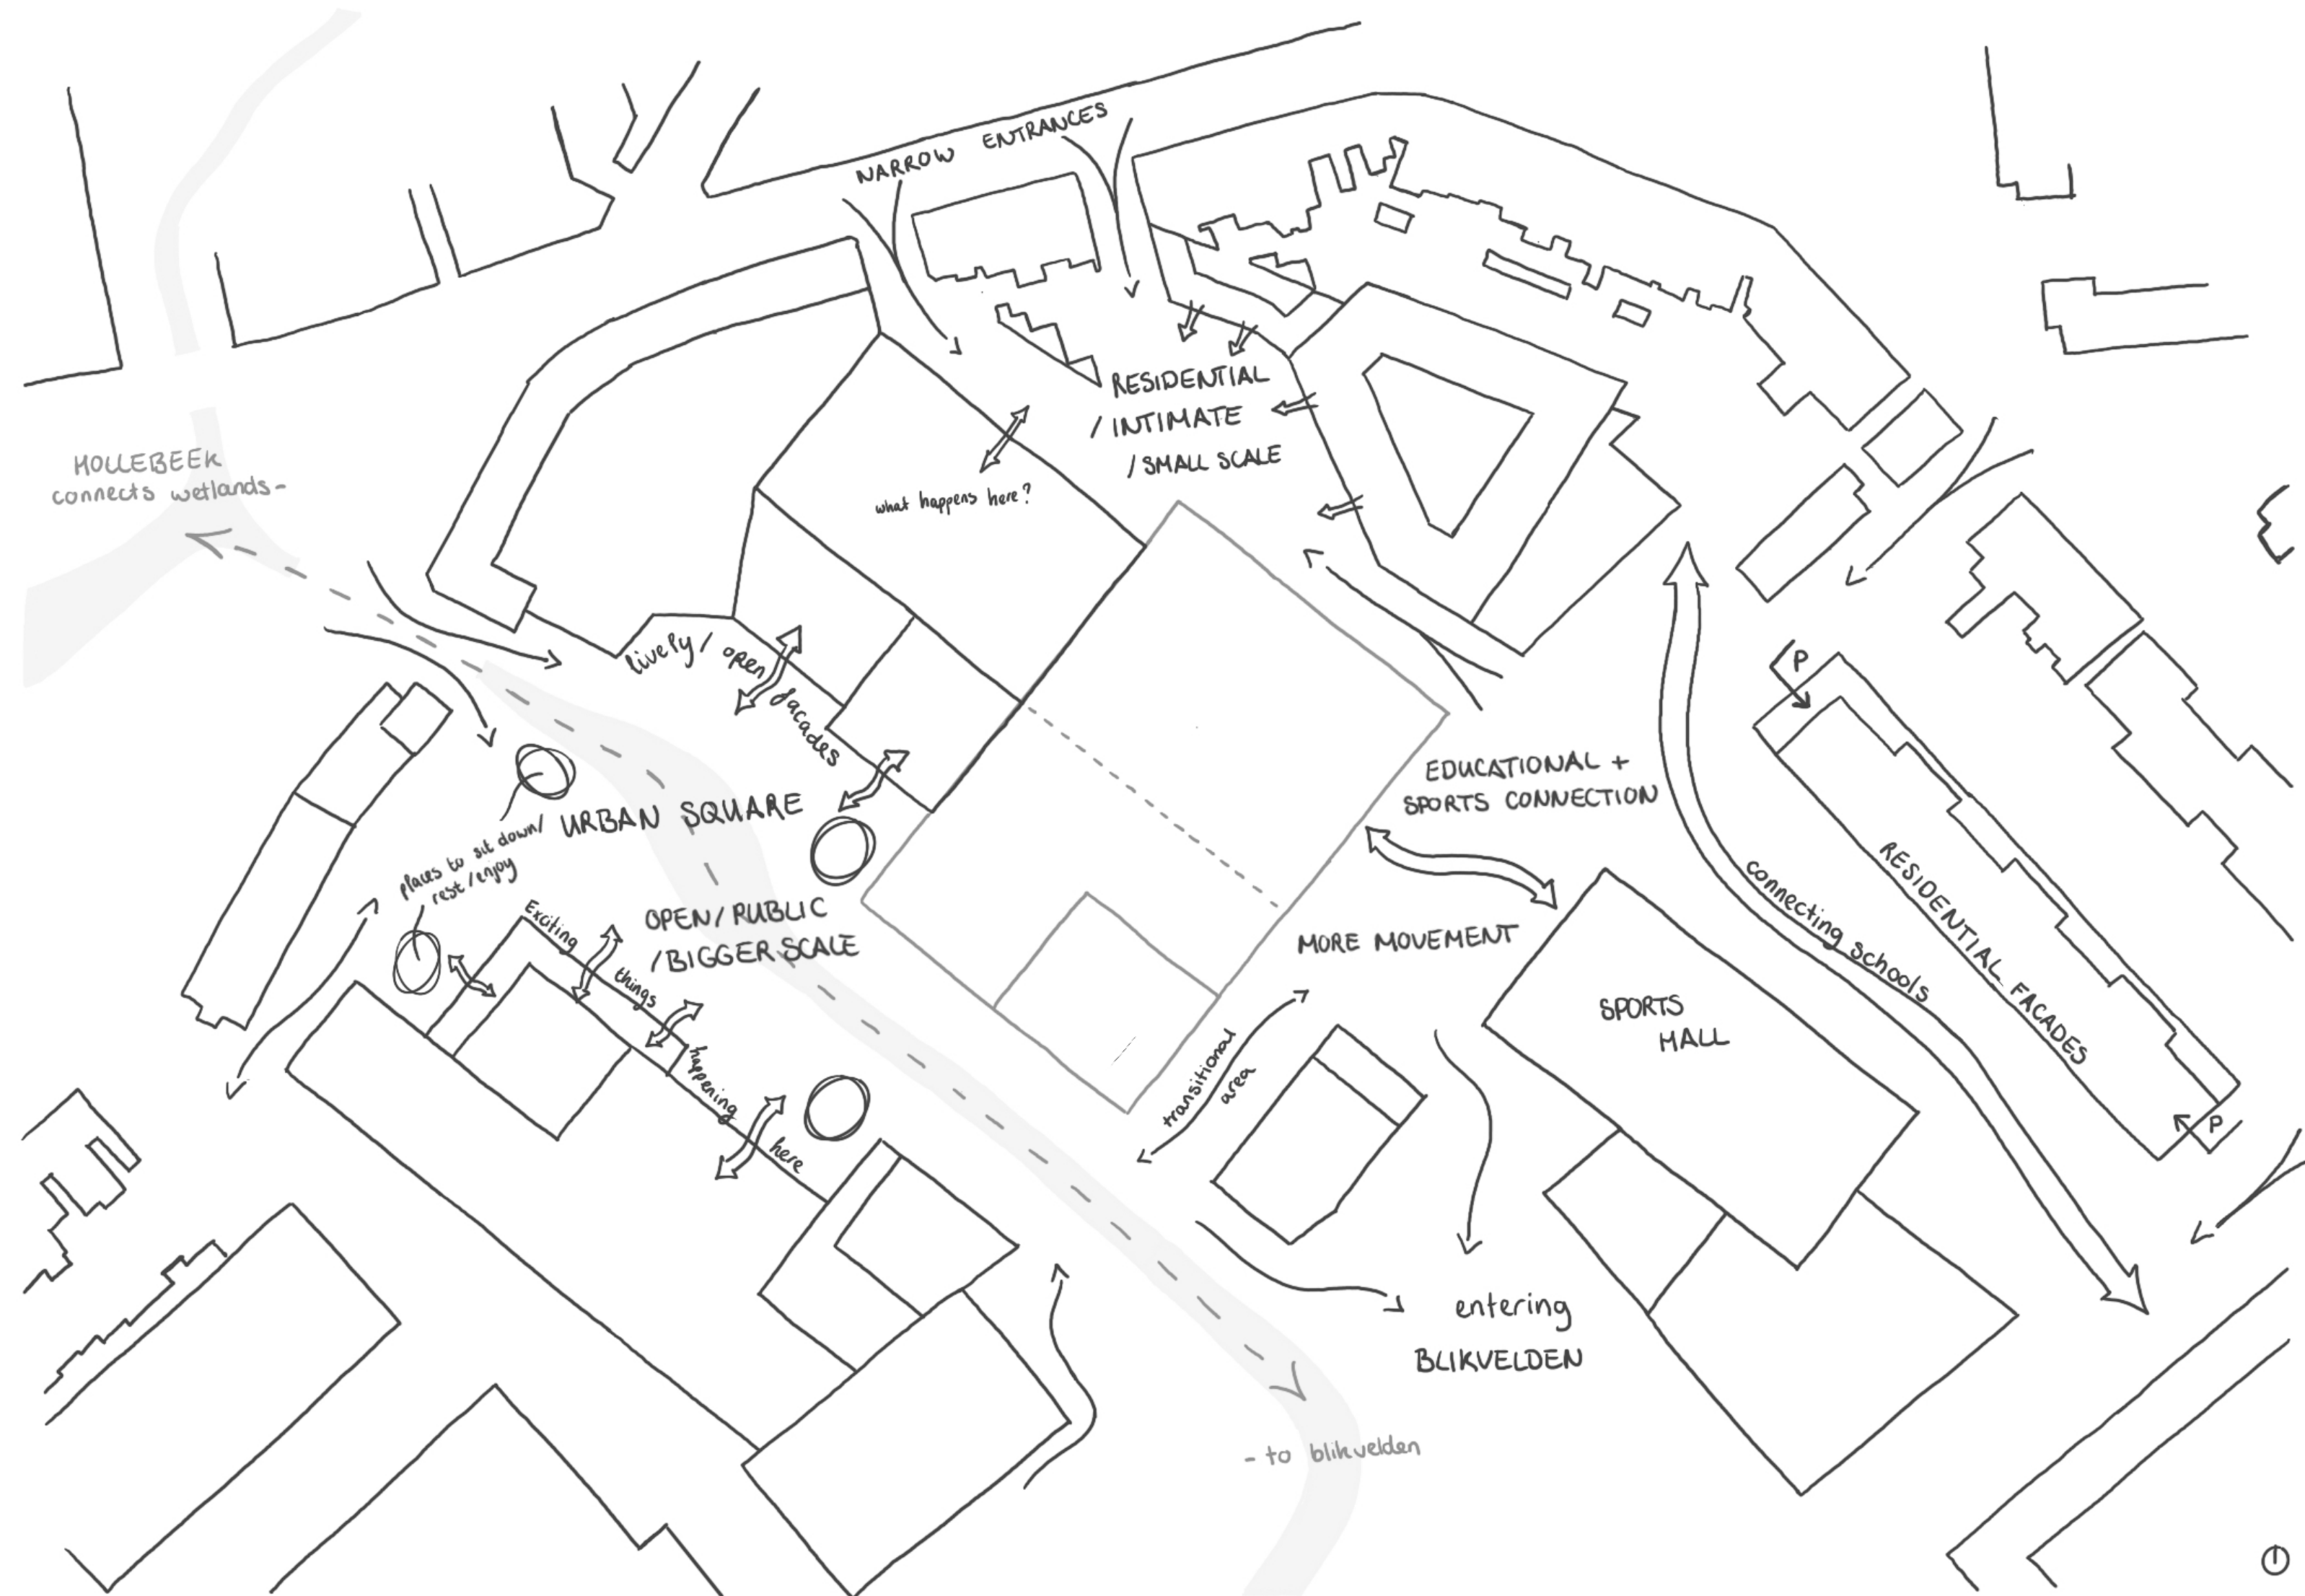 NARROW ENTRANCES
RESIDENTIAL
/ INTIMATE
/ SMALL SCALE
what happens here?
HOLLEBEEK
connects wetlands-
lively / open facades
EDUCATIONAL +
SPORTS CONNECTION
P
places to sit down/
rest/enjoy
URBAN SQUARE
OPEN/PUBLIC
/BIGGER SCALE
Exciting things happening here
MORE MOVEMENT
connecting schools
RESIDENTIAL FACADES
SPORTS
HALL
transitional
area
P
entering
BLIKVELDEN
- to blikvelden